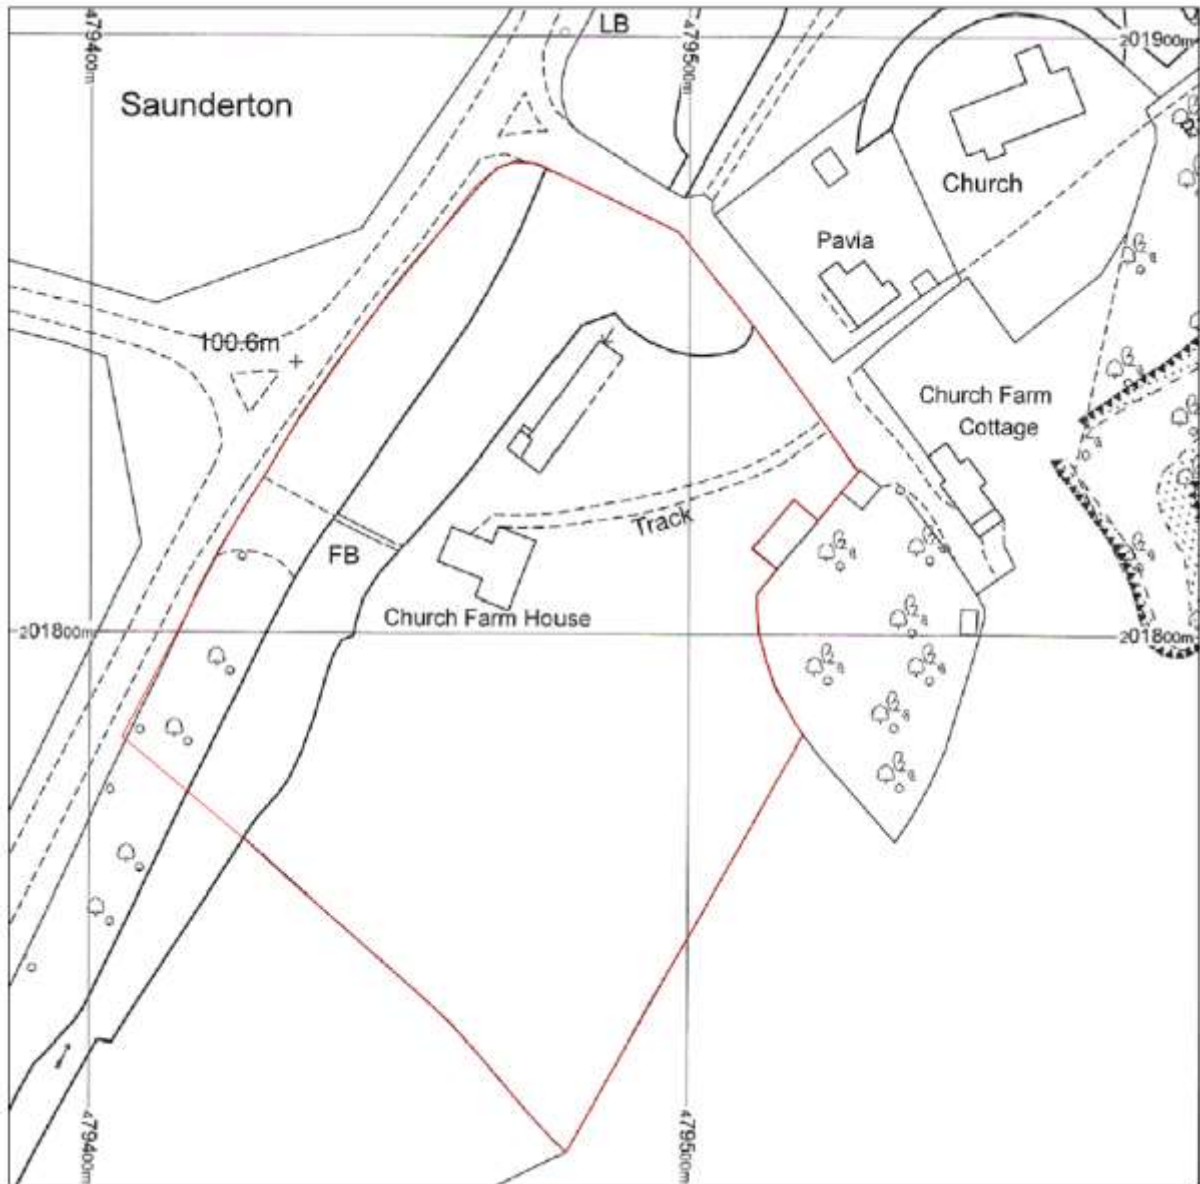 LB
479400m
479500m
201900m
Saunderton
Church
Pavia
100.6m
Church Farm
Cottage
Track
FB
Church Farm House
201800m
201800m
479400m
479500m